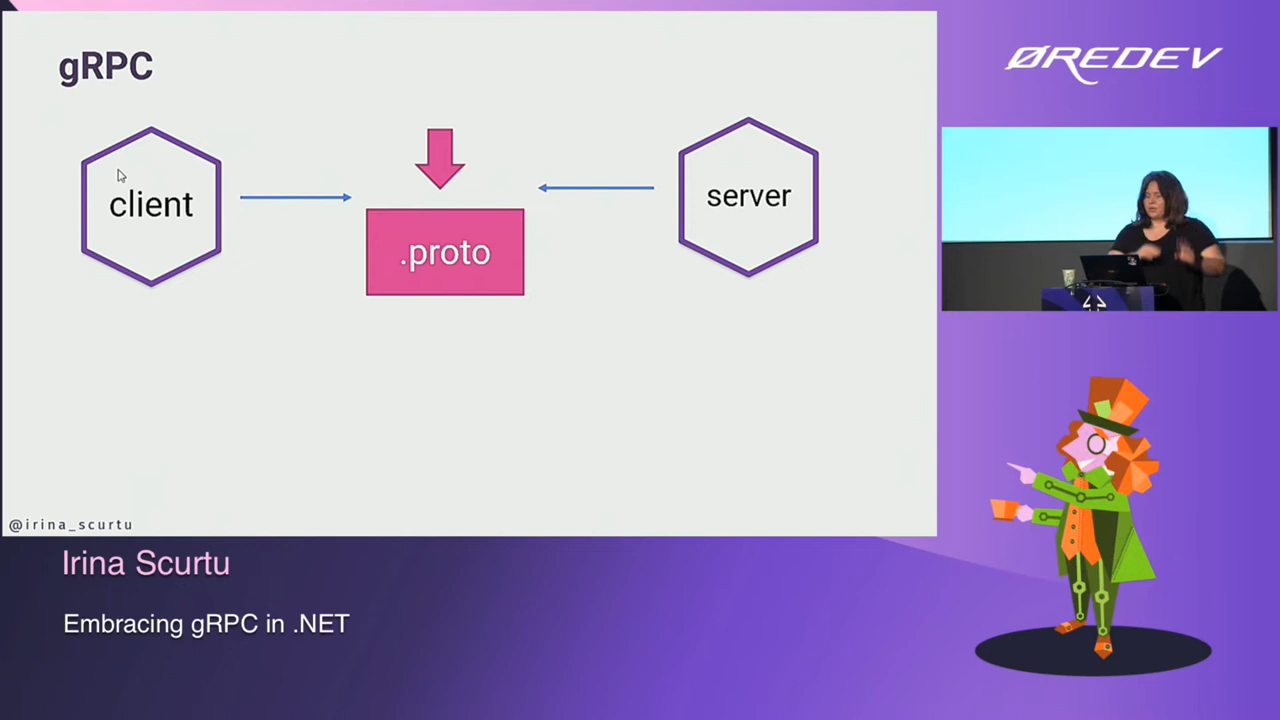 gRPC
client
.proto
server
@irina_scurtu
ØREDEV
Irina Scurtu
Embracing gRPC in .NET